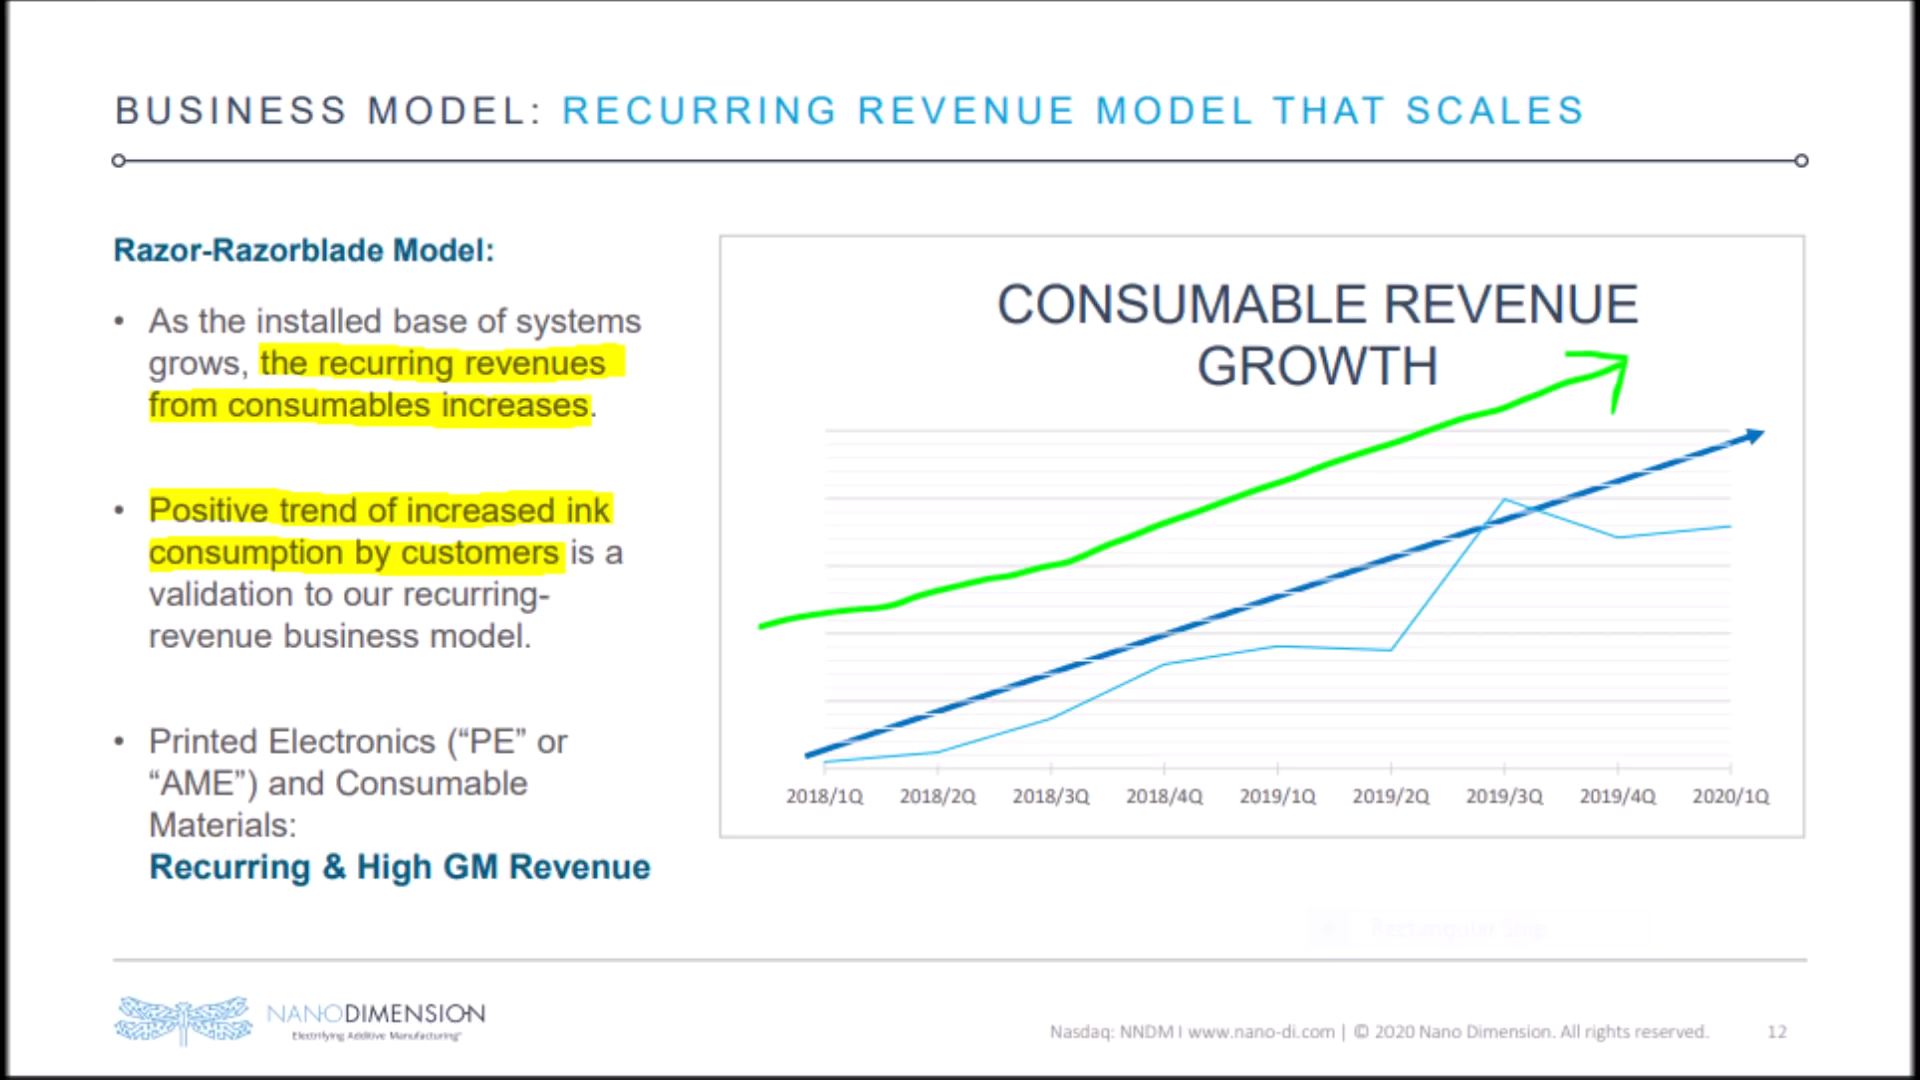 BUSINESS MODEL: RECURRING REVENUE MODEL THAT SCALES
Razor-Razorblade Model:
• As the installed base of systems
grows, the recurring revenues
from consumables increases.
• Positive trend of increased ink
consumption by customers is a
validation to our recurring-
revenue business model.
• Printed Electronics (“PE” or
“AME”) and Consumable
Materials:
Recurring & High GM Revenue
CONSUMABLE REVENUE
GROWTH
2018/1Q 2018/2Q 2018/3Q 2018/4Q 2019/1Q 2019/2Q 2019/3Q 2019/4Q 2020/1Q
NANODIMENSION
Electrifying Additive Manufacturing
Nasdaq: NNDM I www.nano-di.com | © 2020 Nano Dimension. All rights reserved. 12